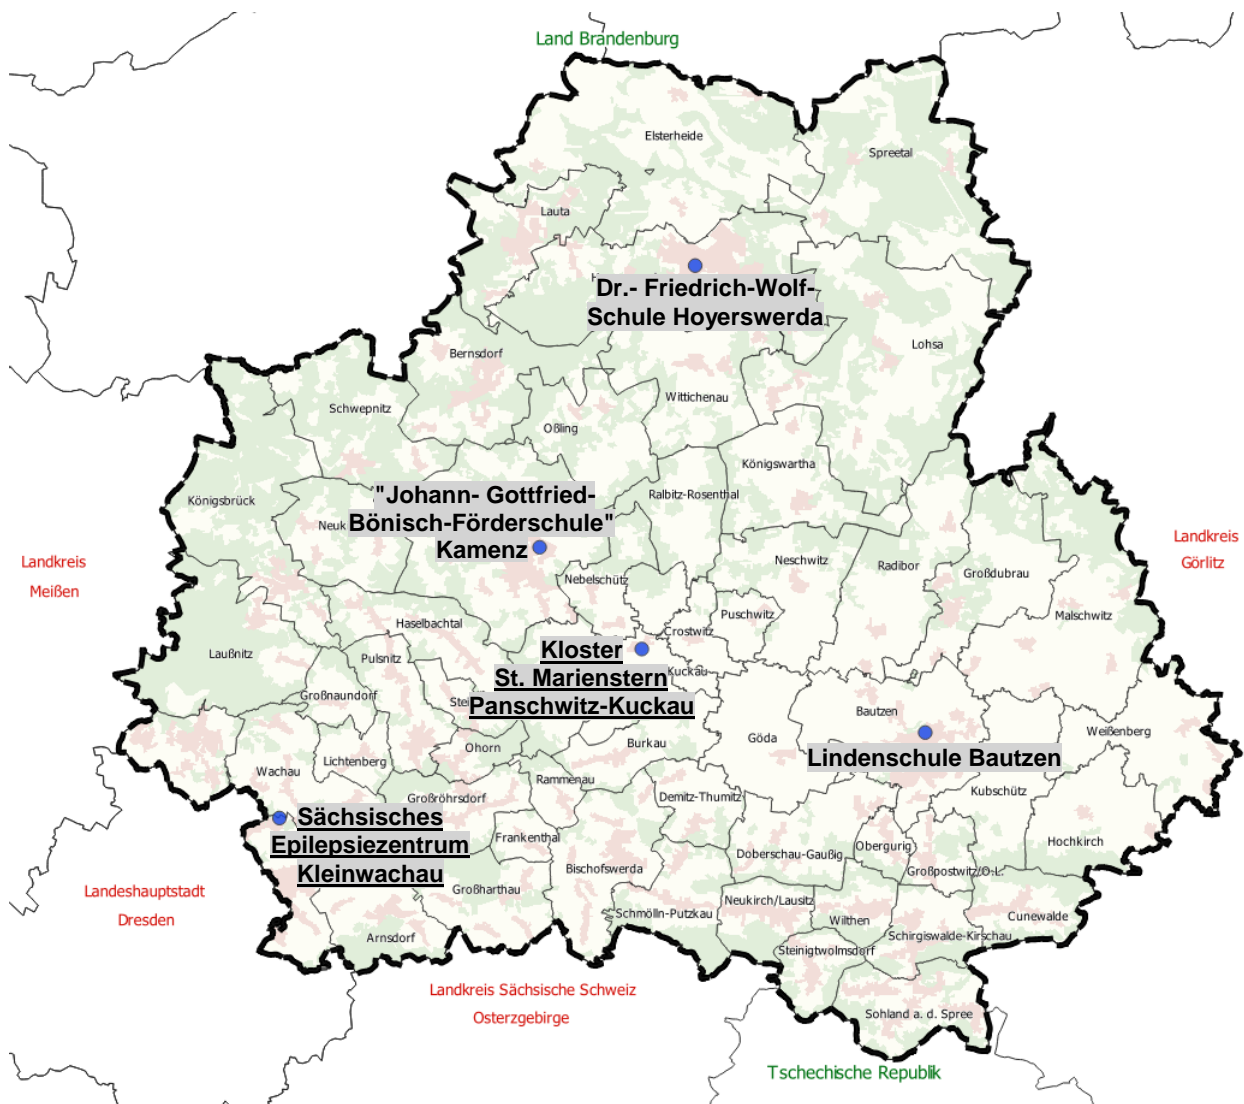 Land Brandenburg
Elsterheide
Spreetal
Lauta
Dr.- Friedrich-Wolf-
Schule Hoyerswerda
Lohsa
Bernsdorf
Wittichenau
Schwepnitz
Oßling
Königswartha
Königsbrück
Ralbitz-Rosenthal
"Johann- Gottfried-
Bönisch-Förderschule"
Kamenz
Neuk
Landkreis
Meißen
Landkreis
Görlitz
Neschwitz
Radibor
Großdubrau
Nebelschütz
Malschwitz
Puschwitz
Haselbachtal
Crostwitz
Laußnitz
Pulsnitz
Kloster
St. Marienstern
Panschwitz-Kuckau
Kuckau
Großnaundorf
Stei
Bautzen
Weißenberg
Göda
Burkau
Ohorn
Lindenschule Bautzen
Lichtenberg
Wachau
Rammenau
Kubschütz
Großröhrsdorf
Demitz-Thumitz
Sächsisches
Epilepsiezentrum
Kleinwachau
Frankenthal
Hochkirch
Obergurig
Doberschau-Gaußig
Bischofswerda
Großpostwitz/O.L.
Großharthau
Landeshauptstadt
Dresden
Neukirch/Lausitz
Schmölln-Putzkau
Wilthen
Cunewalde
Arnsdorf
Schirgiswalde-Kirschau
Steinigtwolmsdorf
Landkreis Sächsische Schweiz
Osterzgebirge
Sohland a. d. Spree
Tschechische Republik